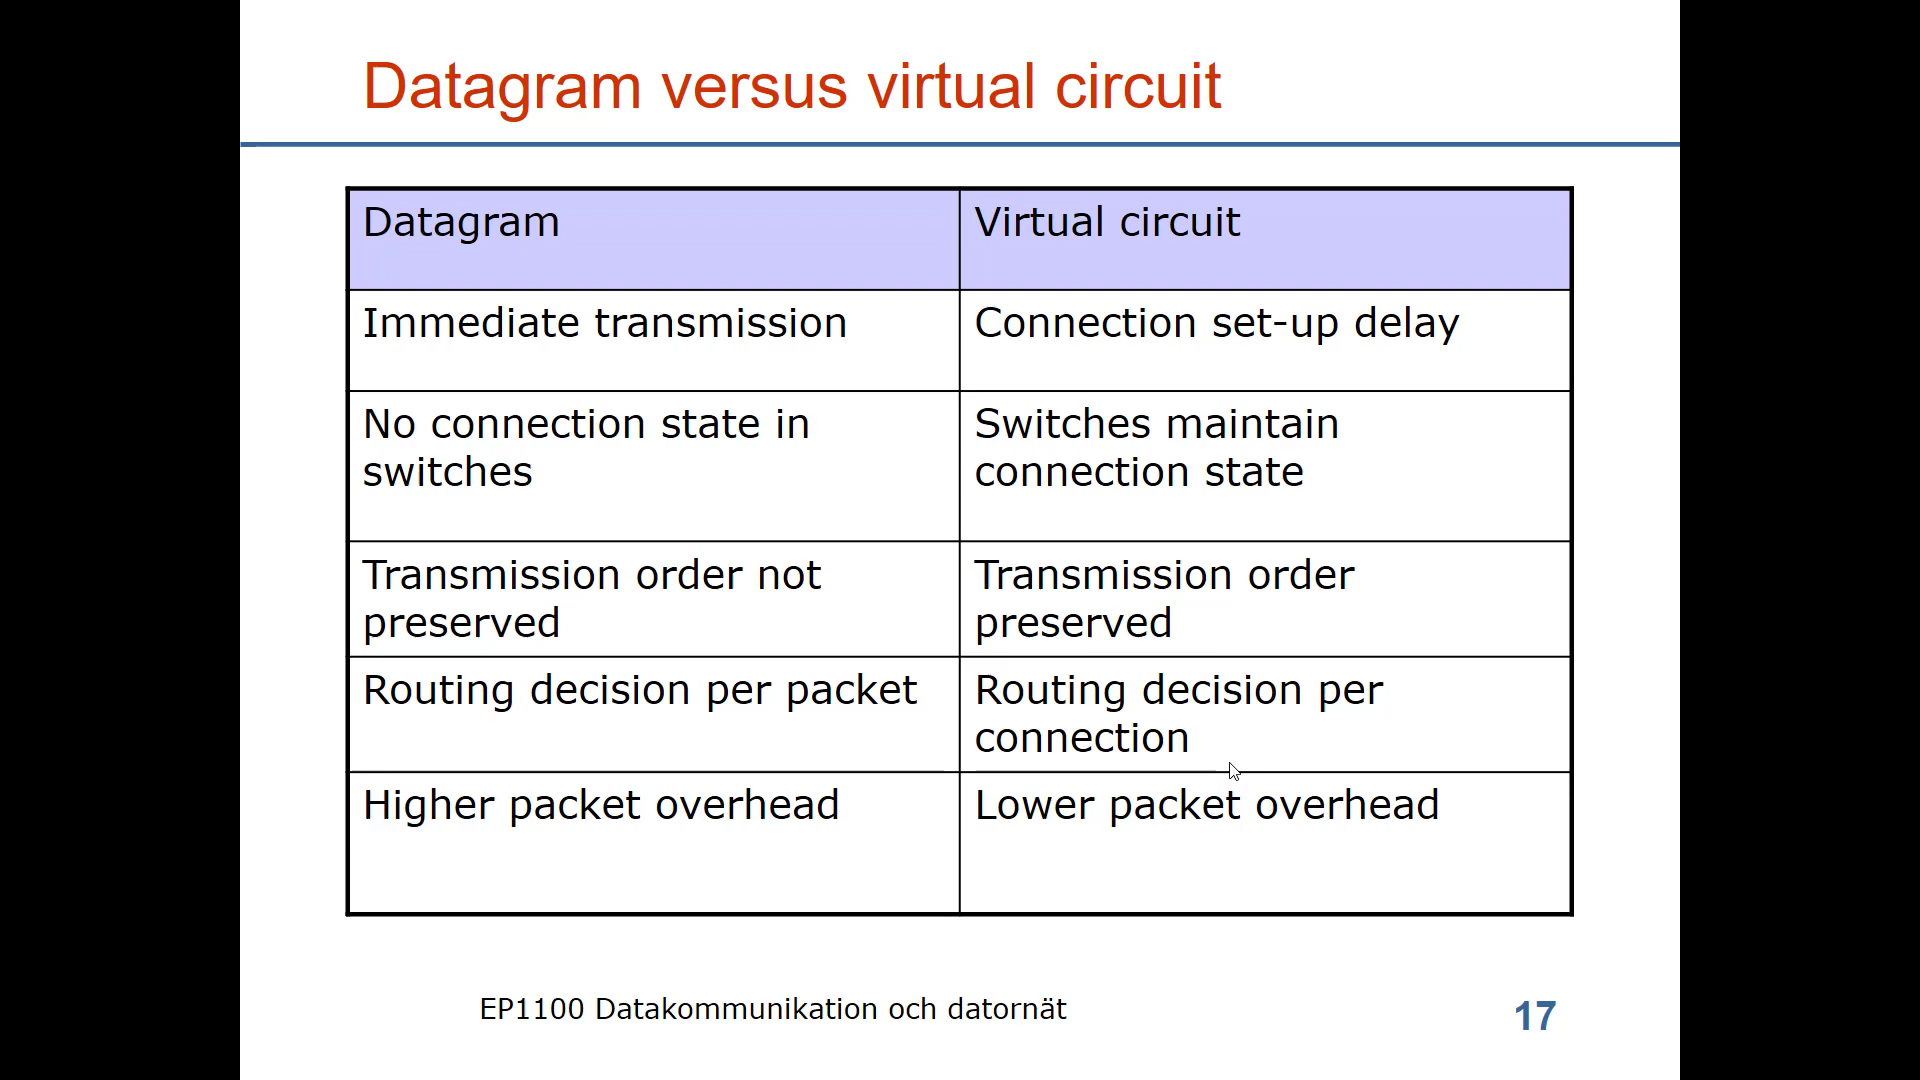 Datagram versus virtual circuit
Datagram
Virtual circuit
Immediate transmission
Connection set-up delay
No connection state in
switches
Switches maintain
connection state
Transmission order not
preserved
Transmission order
preserved
Routing decision per packet
Routing decision per
connection
Higher packet overhead
Lower packet overhead
EP1100 Datakommunikation och datornät
17